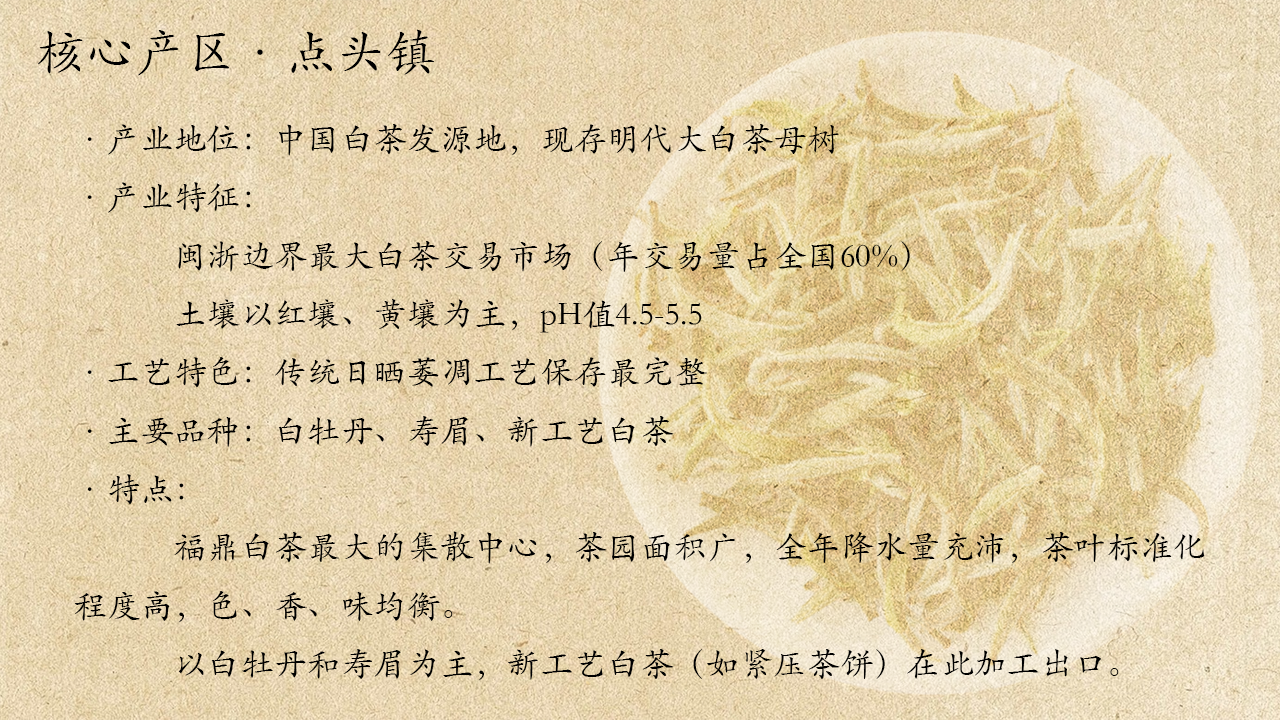 核心产区·点头镇
·产业地位：中国白茶发源地，现存明代大白茶母树
·产业特征：
闽浙边界最大白茶交易市场（年交易量占全国60%）
土壤以红壤、黄壤为主，pH值4.5-5.5
·工艺特色：传统日晒萎凋工艺保存最完整
·主要品种：白牡丹、寿眉、新工艺白茶
·特点：
福鼎白茶最大的集散中心，茶园面积广，全年降水量充沛，茶叶标准化
程度高，色、香、味均衡。
以白牡丹和寿眉为主，新工艺白茶（如紧压茶饼）在此加工出口。